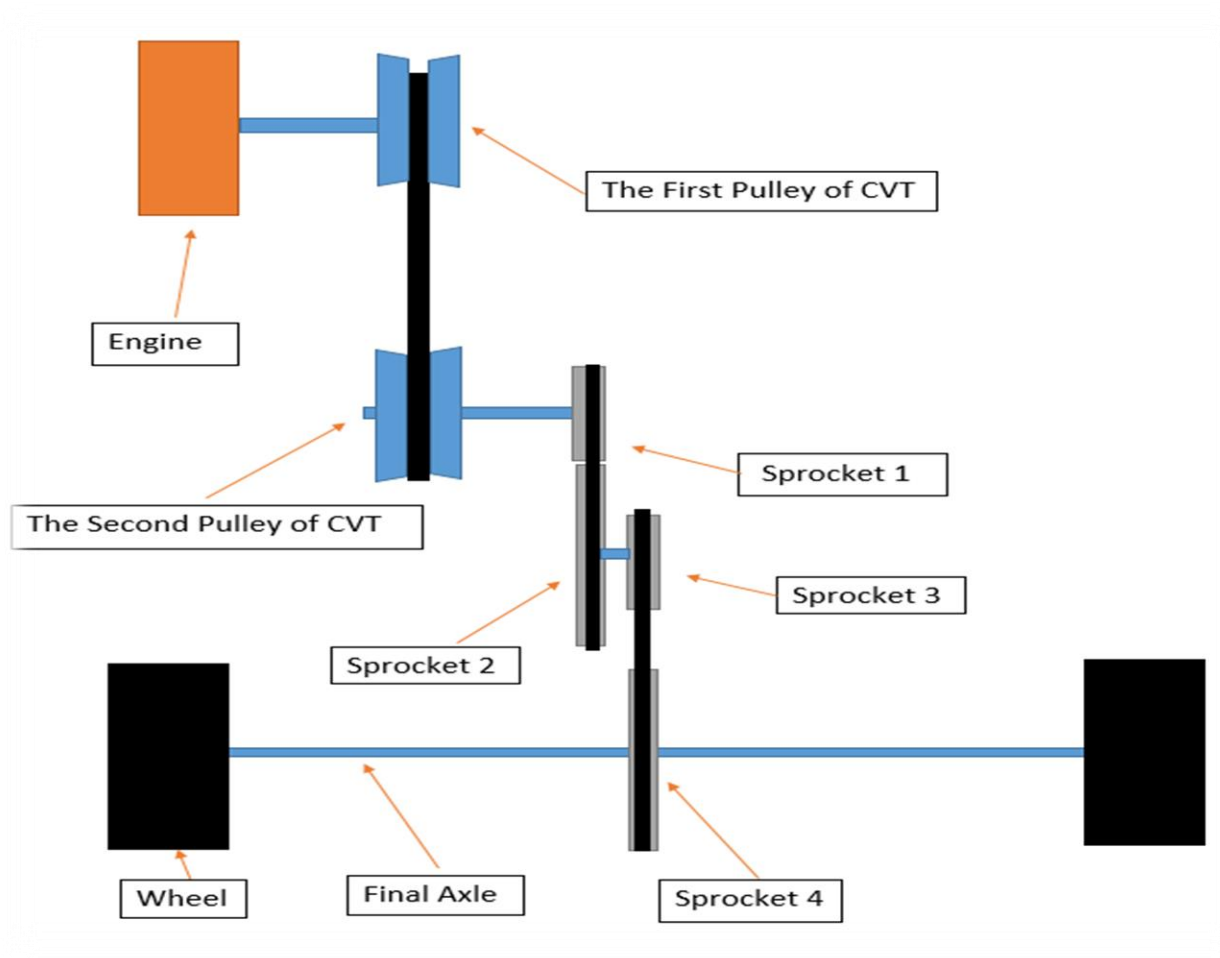 The First Pulley of CVT
Engine
Sprocket 1
The Second Pulley of CVT
Sprocket 3
Sprocket 2
Wheel
Final Axle
Sprocket 4